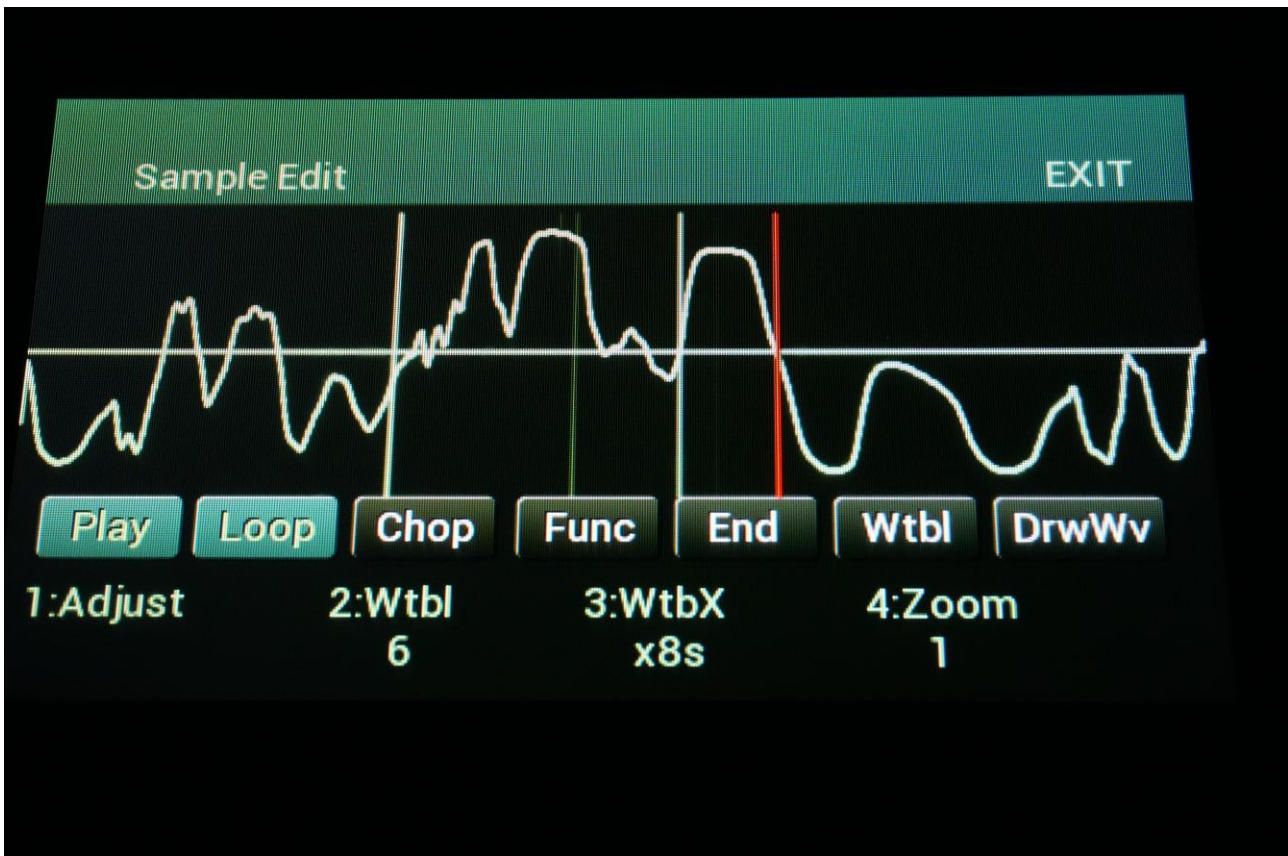 Sample Edit EXIT
Play Loop Chop Func End Wtbl DrwWv
1:Adjust 2:Wtbl 3:WtbX 4:Zoom
6 x8s 1